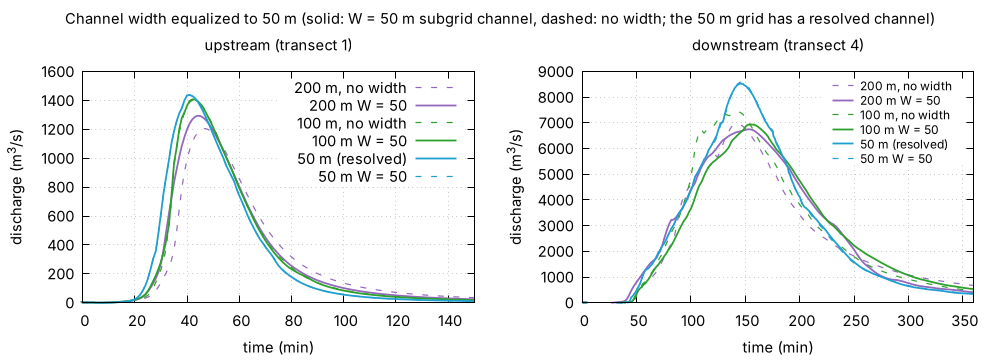 Channel width equalized to 50 m (solid: W = 50 m subgrid channel, dashed: no width; the 50 m grid has a resolved channel)
upstream (transect 1)
1600
1400
1200
1000
800
600
400
200
0
discharge (m³/s)
0 20 40 60 80 100 120 140
time (min)
200 m, no width
200 m W = 50
100 m, no width
100 m W = 50
50 m (resolved)
50 m W = 50
downstream (transect 4)
9000
8000
7000
6000
5000
4000
3000
2000
1000
0
discharge (m³/s)
0 50 100 150 200 250 300 350
time (min)
200 m, no width
200 m W = 50
100 m, no width
100 m W = 50
50 m (resolved)
50 m W = 50